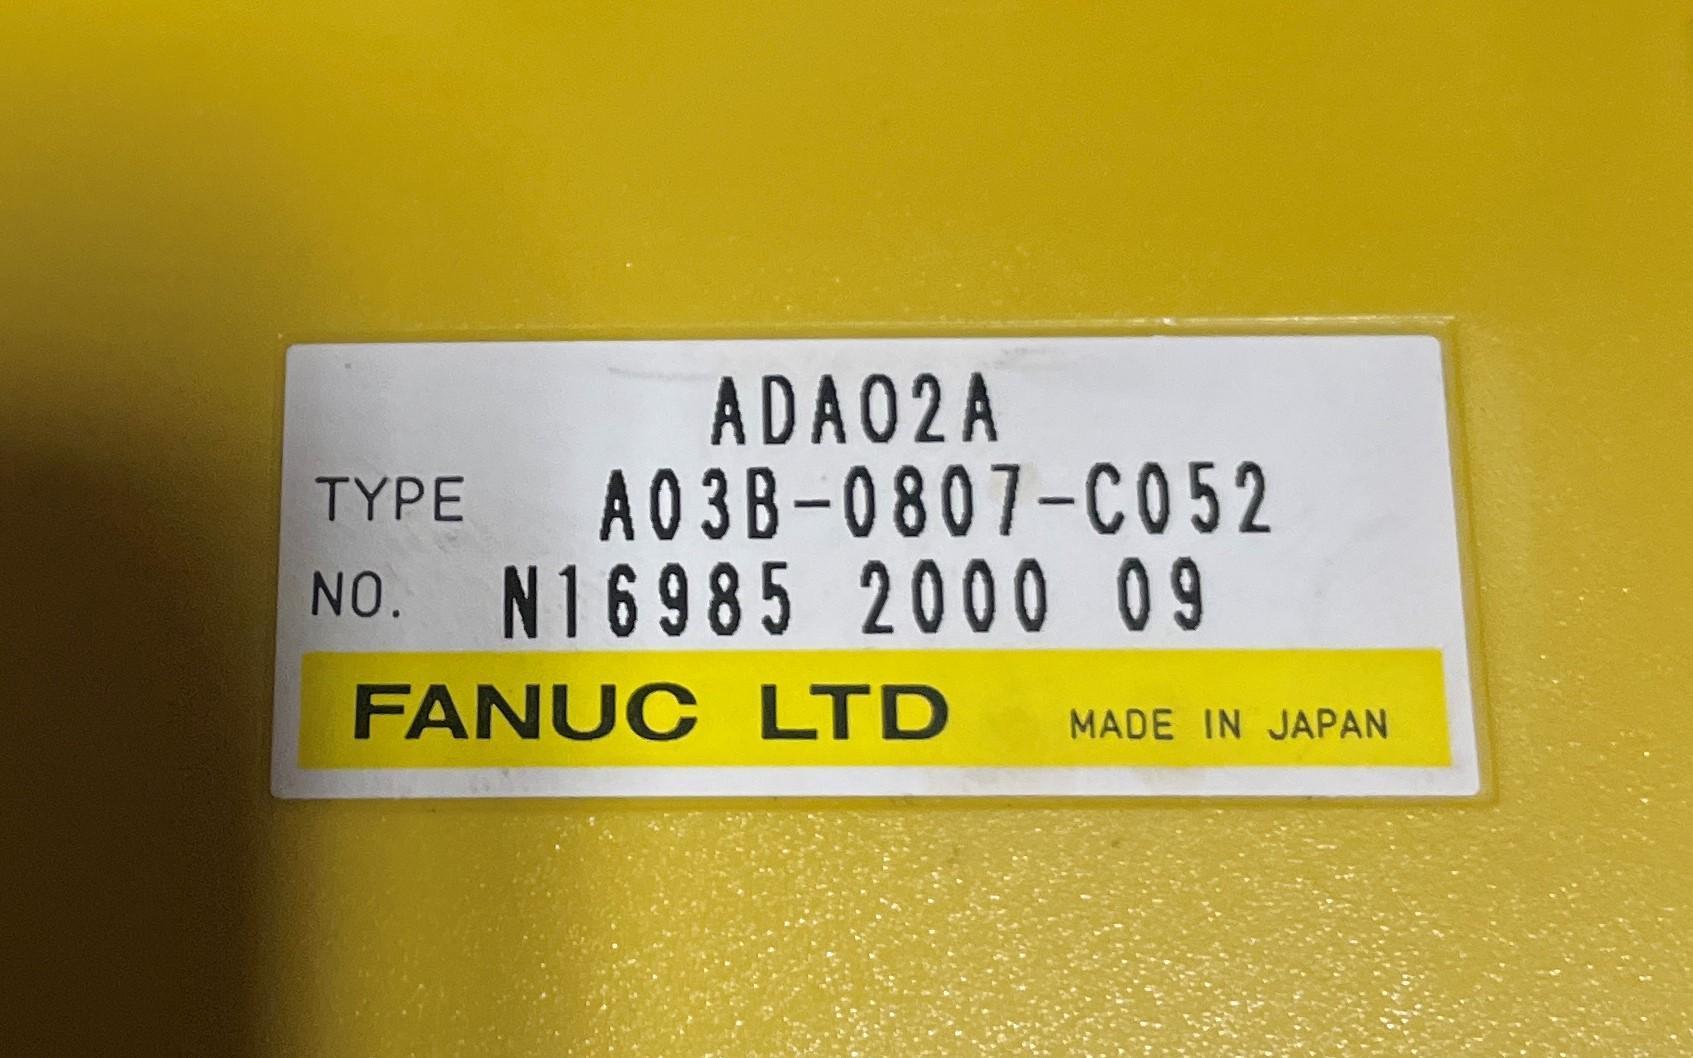 ADA02A
TYPE A03B-0807-C052
NO. N16985 2000 09
FANUC LTD MADE IN JAPAN